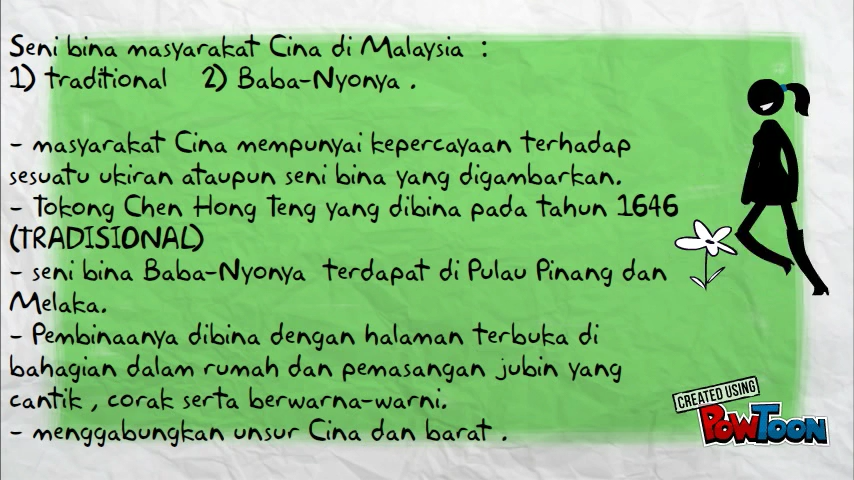 Seni bina masyarakat Cina di Malaysia :
1) traditional 2) Baba-Nyonya .
- masyarakat Cina mempunyai kepercayaan terhadap
sesuatu ukiran ataupun seni bina yang digambarkan.
- Tokong Chen Hong Teng yang dibina pada tahun 1646
(TRADISIONAL)
- seni bina Baba-Nyonya terdapat di Pulau Pinang dan
Melaka.
- Pembinaanya dibina dengan halaman terbuka di
bahagian dalam rumah dan pemasangan jubin yang
cantik , corak serta berwarna-warni.
- menggabungkan unsur Cina dan barat .
CREATED USING
POWTOON